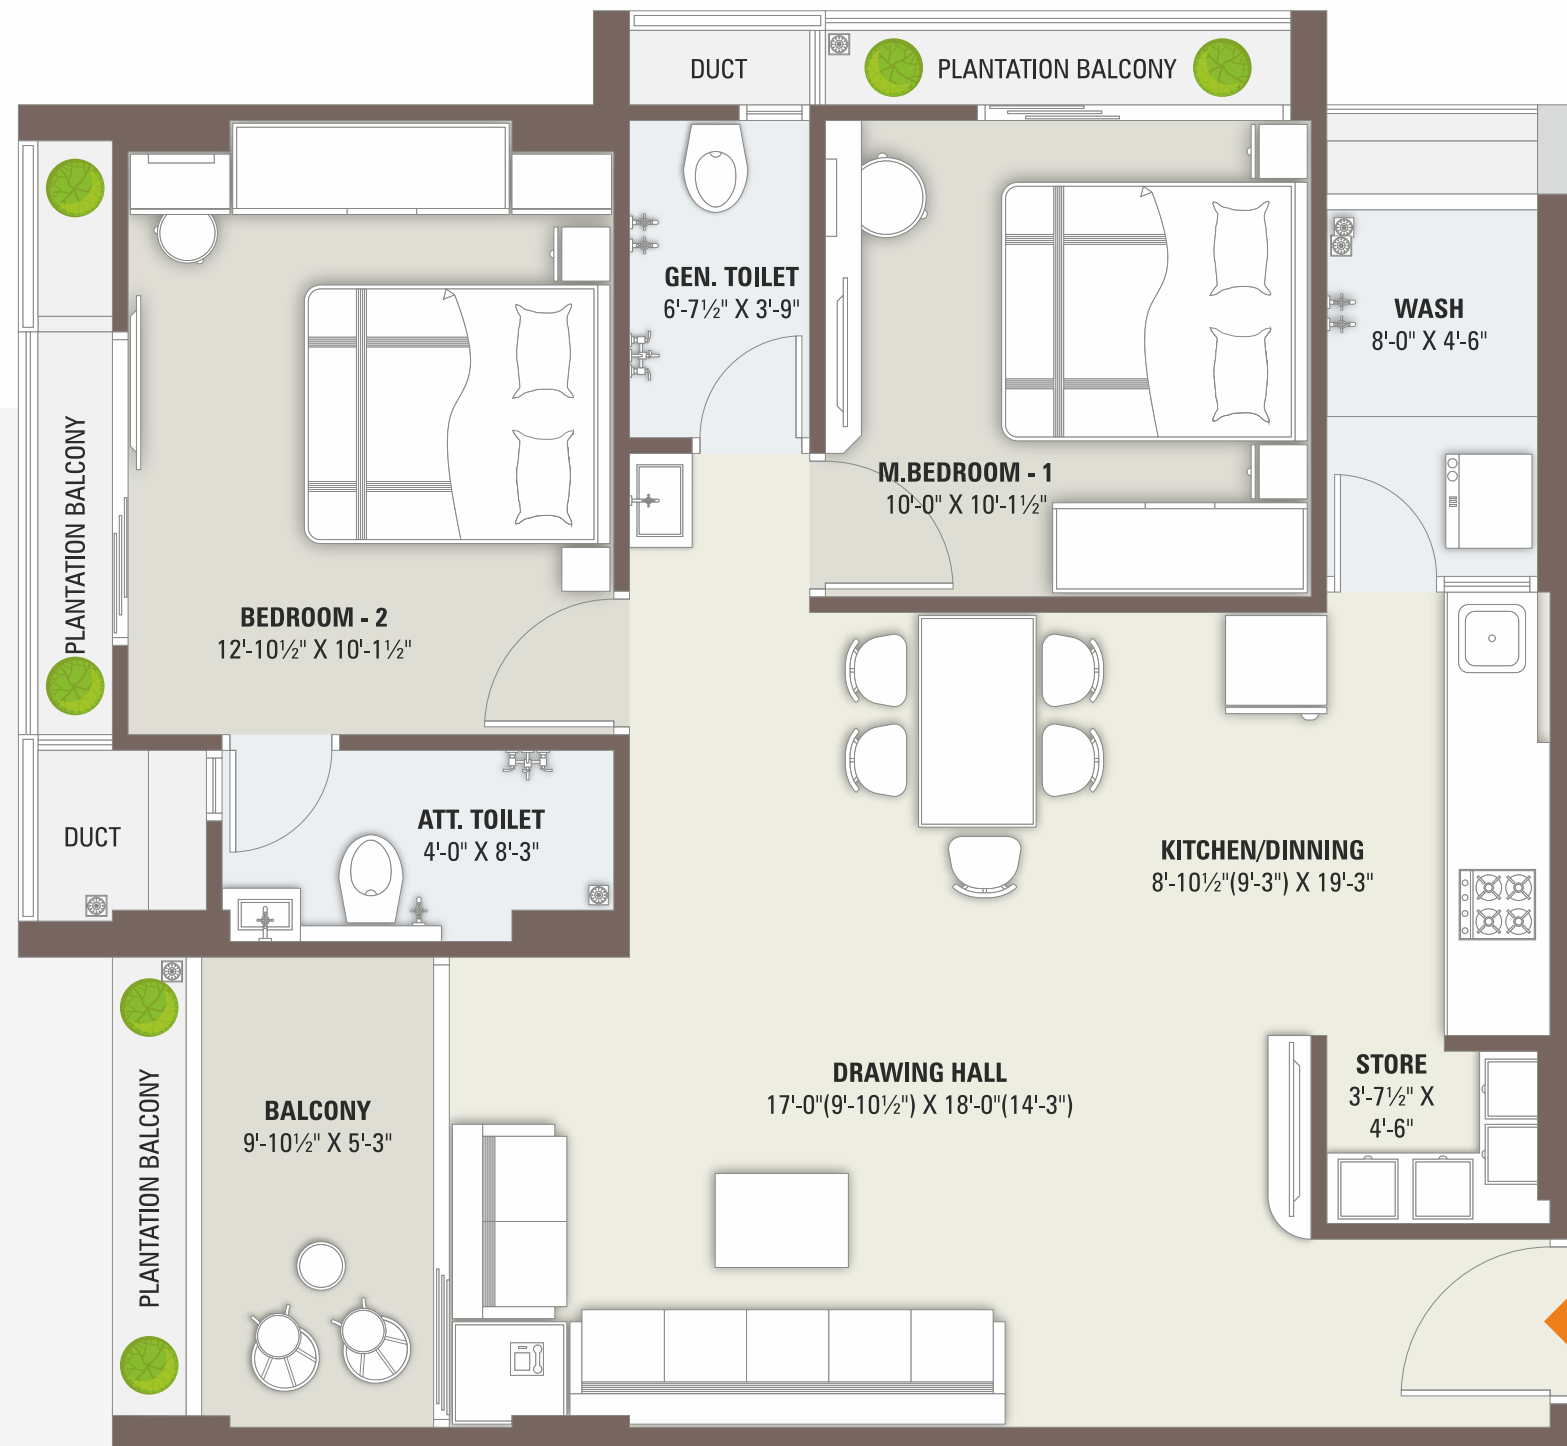 DUCT
PLANTATION BALCONY
GEN. TOILET
6'-7½" X 3'-9"
WASH
8'-0" X 4'-6"
M.BEDROOM - 1
10'-0" X 10'-1½"
PLANTATION BALCONY
BEDROOM - 2
12'-10½" X 10'-1½"
DUCT
ATT. TOILET
4'-0" X 8'-3"
KITCHEN/DINNING
8'-10½"(9'-3") X 19'-3"
DRAWING HALL
17'-0"(9'-10½") X 18'-0"(14'-3")
STORE
3'-7½" X
4'-6"
BALCONY
9'-10½" X 5'-3"
PLANTATION BALCONY